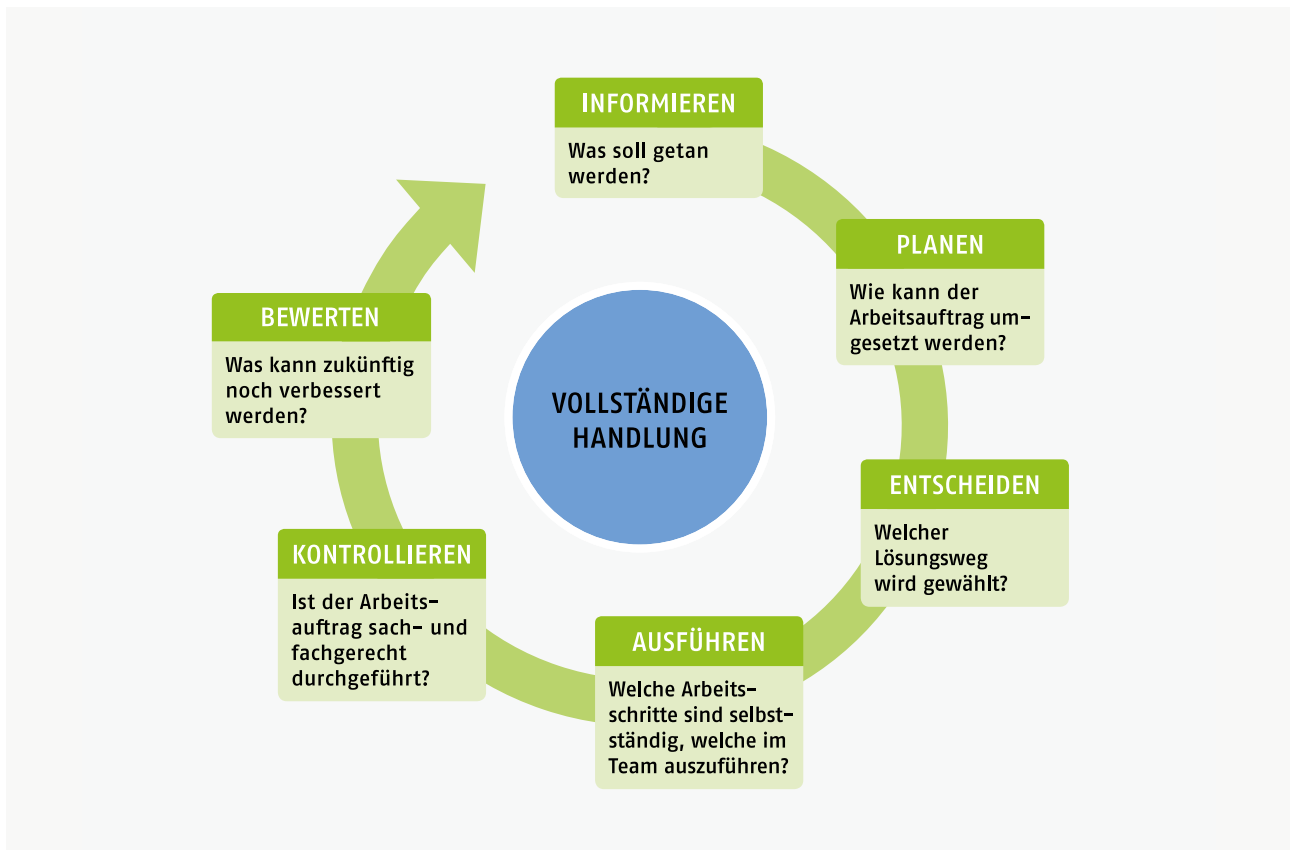 INFORMIEREN
Was soll getan
werden?
PLANEN
Wie kann der
Arbeitsauftrag um-
gesetzt werden?
ENTSCHEIDEN
Welcher
Lösungsweg
wird gewählt?
AUSFÜHREN
Welche Arbeits-
schritte sind selbst-
ständig, welche im
Team auszuführen?
KONTROLLIEREN
Ist der Arbeits-
auftrag sach- und
fachgerecht
durchgeführt?
BEWERTEN
Was kann zukünftig
noch verbessert
werden?
VOLLSTÄNDIGE
HANDLUNG